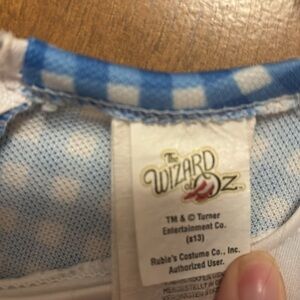 The
WIZARD
of OZ
TM & © Turner
Entertainment Co.
(s13)
Rubie's Costume Co., Inc.
Authorized User.